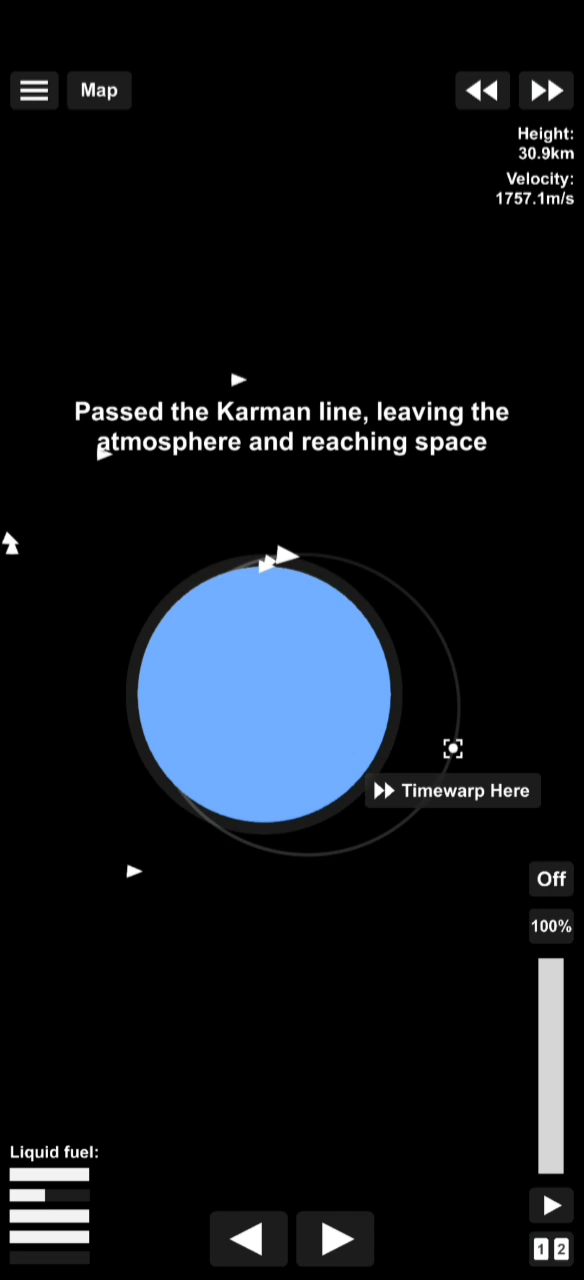 Map
Height:
30.9km
Velocity:
1757.1m/s
Passed the Karman line, leaving the
atmosphere and reaching space
Timewarp Here
Off
100%
Liquid fuel:
1 2